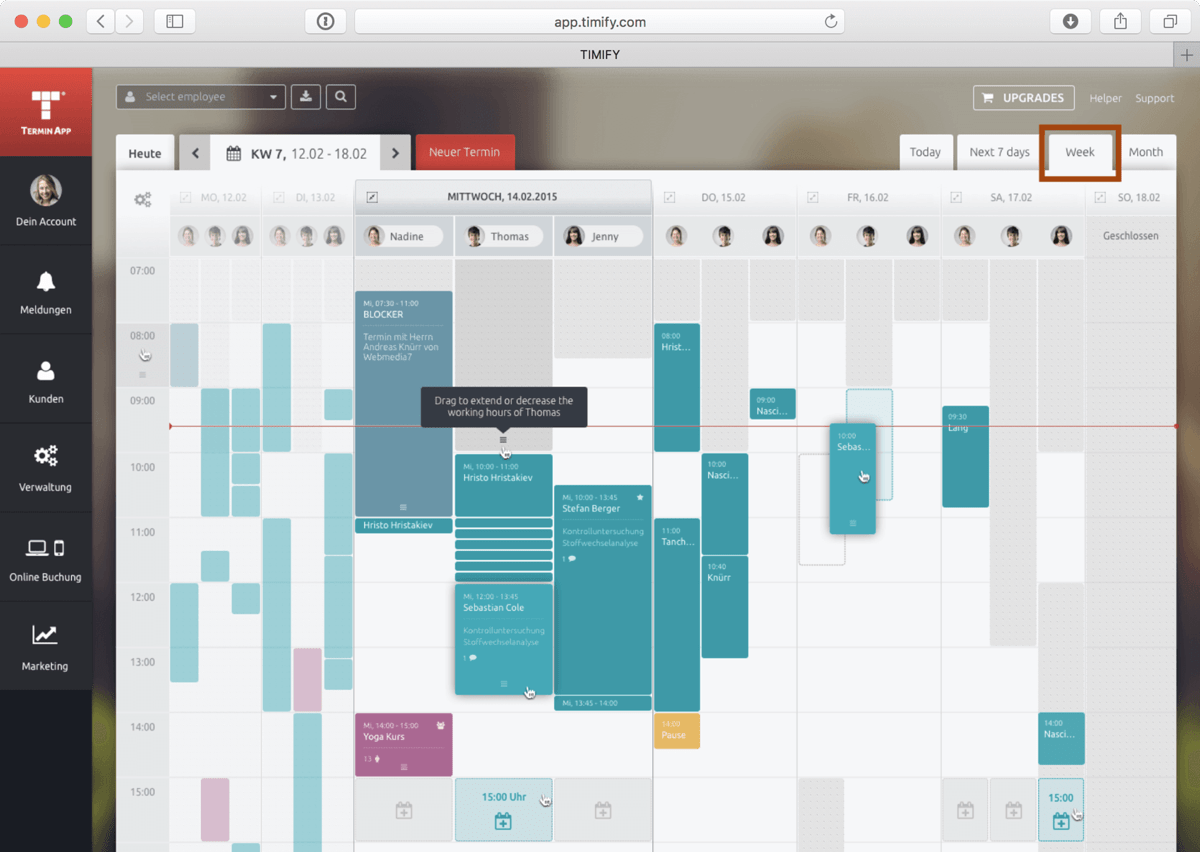 app.timify.com
TIMIFY
TERMINAPP
Select employee
UPGRADES
Helper
Support
Heute
KW 7, 12.02 - 18.02
Neuer Termin
Today
Next 7 days
Week
Month
Dein Account
Meldungen
Kunden
Verwaltung
Online Buchung
Marketing
MO, 12.02
DI, 13.02
MITTWOCH, 14.02.2015
DO, 15.02
FR, 16.02
SA, 17.02
SO, 18.02
Nadine
Thomas
Jenny
Geschlossen
07:00
08:00
09:00
10:00
11:00
12:00
13:00
14:00
15:00
Mi, 07:30 - 11:00
BLOCKER
Termin mit Herrn
Andreas Knürr von
Webmedia7
Hristo Hristakiev
Mi, 14:00 - 15:00
Yoga Kurs
13
Drag to extend or decrease the
working hours of Thomas
Mi, 10:00 - 11:00
Hristo Hristakiev
Mi, 12:00 - 13:45
Sebastian Cole
Kontrolluntersuchung
Stoffwechselanalyse
1
15:00 Uhr
Mi, 10:00 - 13:45
Stefan Berger
Kontrolluntersuchung
Stoffwechselanalyse
1
Mi, 13:45 - 14:00
08:00
Hrist...
11:00
Tanch...
14:00
Pause
10:00
Nasci...
10:40
Knürr
09:00
Nasci...
10:00
Sebas...
09:30
Lang
14:00
Nasci...
15:00